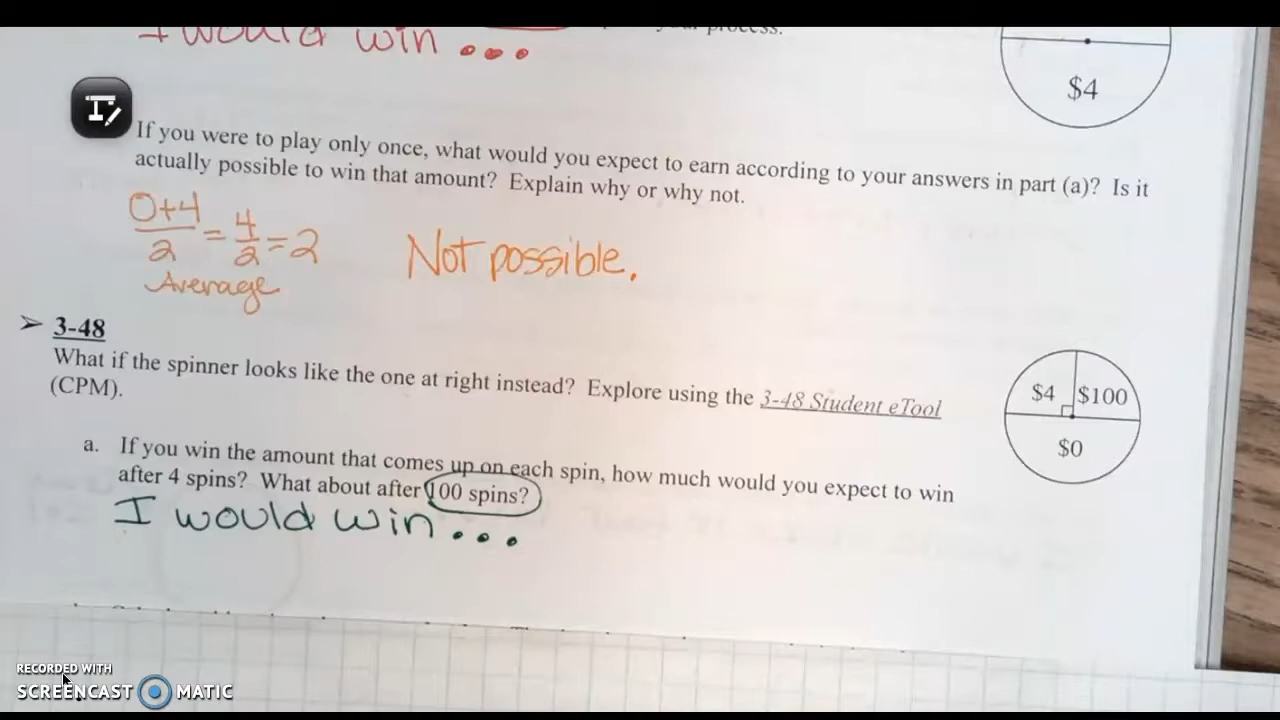 I would win ...
your process.
$4
If you were to play only once, what would you expect to earn according to your answers in part (a)? Is it
actually possible to win that amount? Explain why or why not.
0+4/2 = 4/2 = 2
Average
Not possible.
➢ 3-48
What if the spinner looks like the one at right instead? Explore using the 3-48 Student eTool
(CPM).
$4 $100
$0
a. If you win the amount that comes up on each spin, how much would you expect to win
after 4 spins? What about after 100 spins?
I would win...
RECORDED WITH
SCREENCAST MATIC